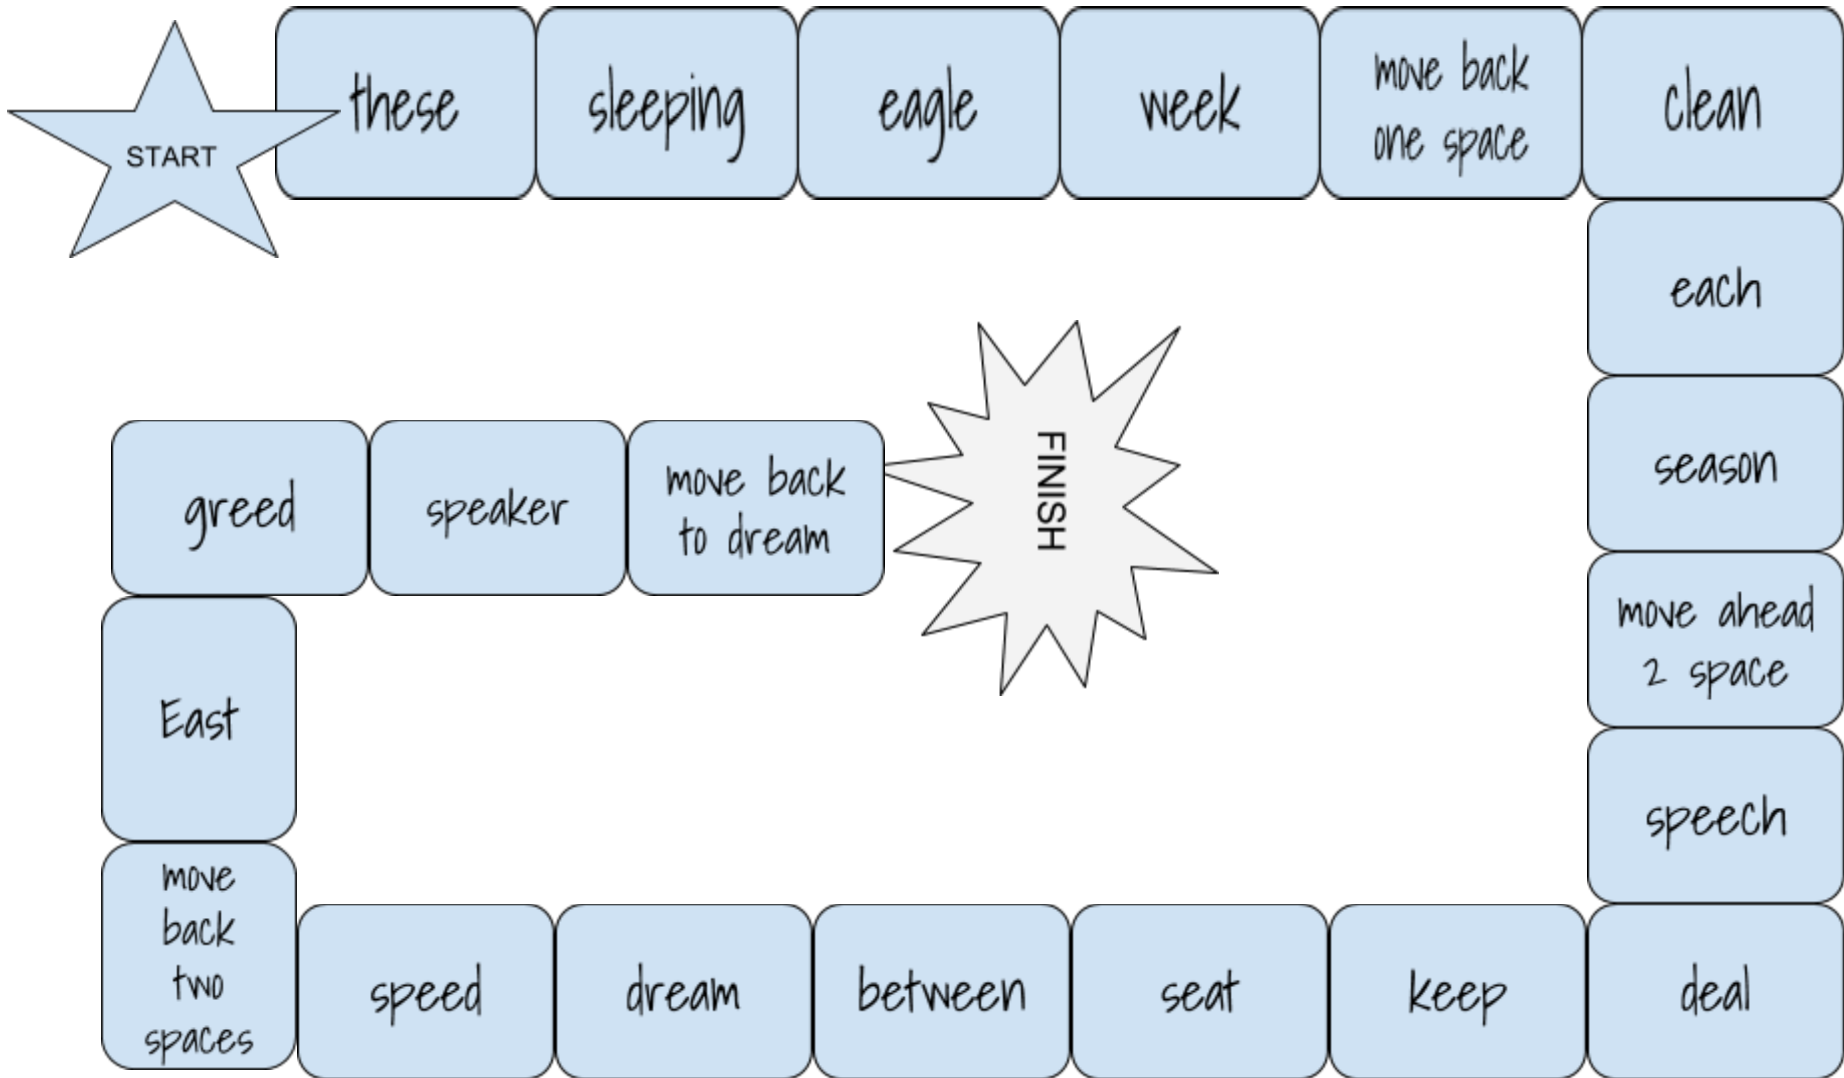 START
these
sleeping
eagle
week
move back
one space
clean
each
season
move ahead
2 space
speech
deal
keep
seat
between
dream
speed
move
back
two
spaces
East
greed
speaker
move back
to dream
FINISH